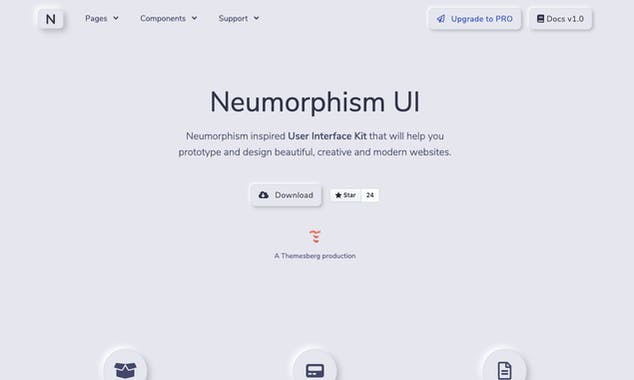 N
Pages
Components
Support
Upgrade to PRO
Docs v1.0
Neumorphism UI
Neumorphism inspired User Interface Kit that will help you
prototype and design beautiful, creative and modern websites.
Download
Star 24
A Themesberg production